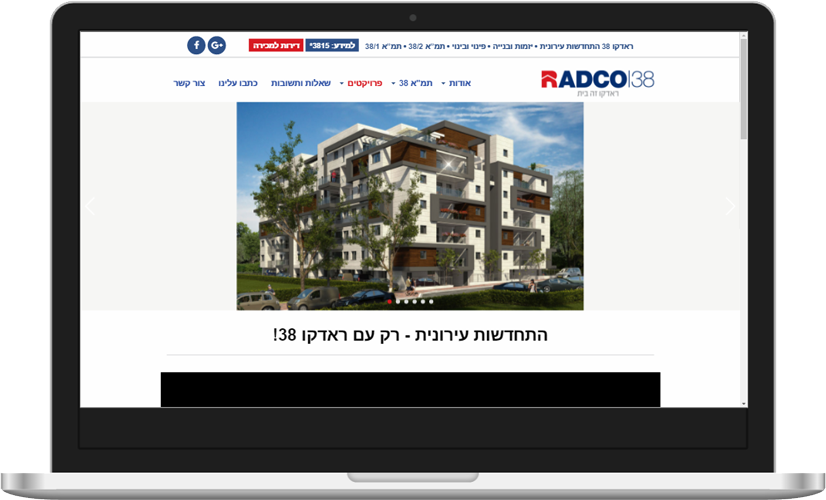 ראדקו 38 התחדשות עירונית • יזמות ובנייה • פינוי ובינוי • תמ"א 38/2 • תמ"א 38/1
למידע: 3815*
דירות למכירה
RADCO|38
ראדקו זה בית
אודות תמ"א 38 פרויקטים שאלות ותשובות כתבו עלינו צור קשר
התחדשות עירונית - רק עם ראדקו 38!